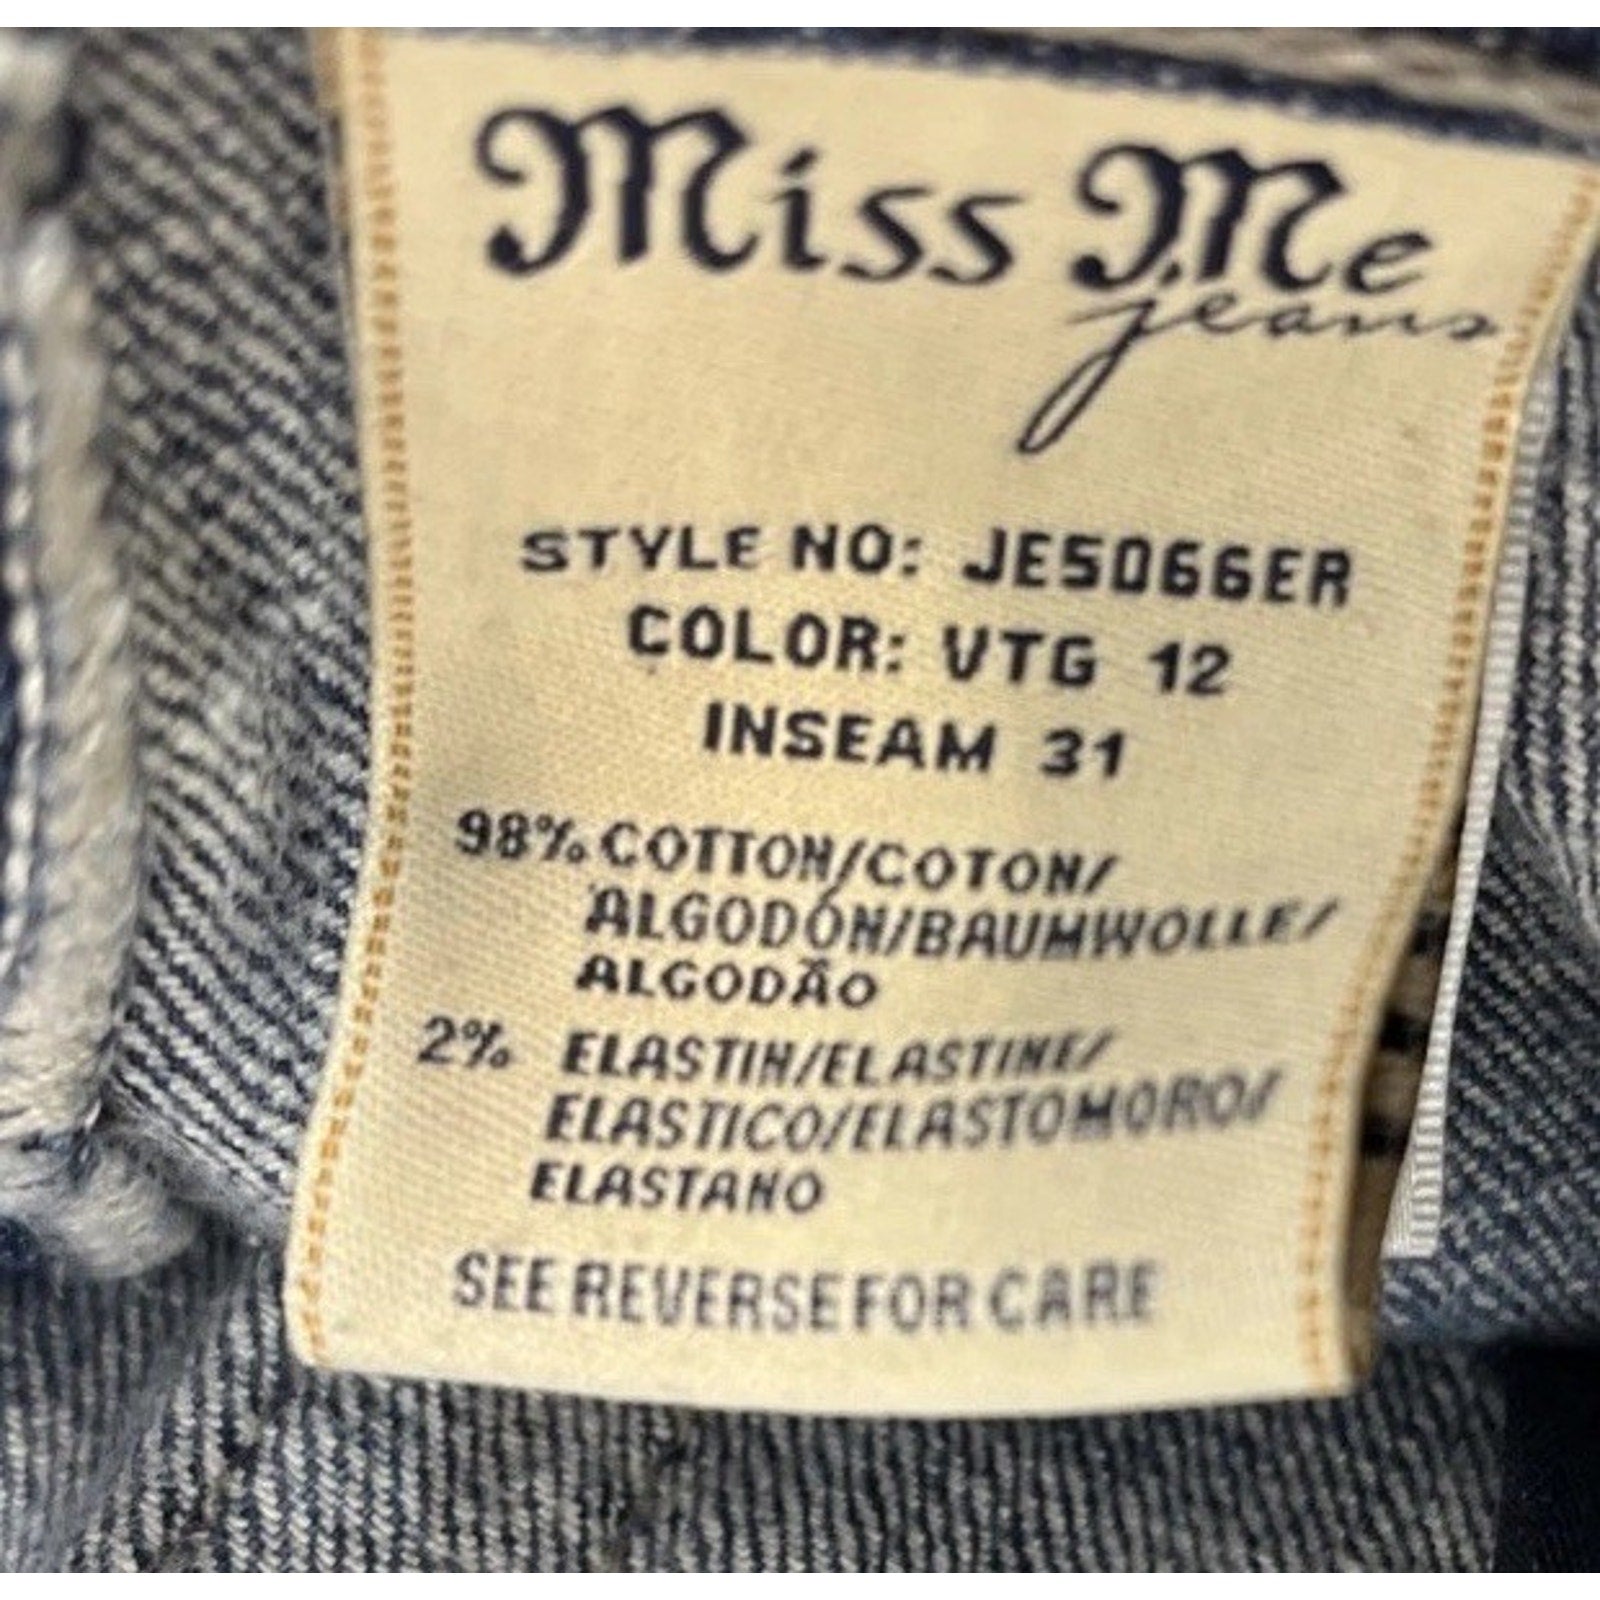 Miss Me
jeans
STYLE NO: JE5066ER
COLOR: VTG 12
INSEAM 31
98% COTTON/COTON/
ALGODÓN/BAUMWOLLE/
ALGODÃO
2% ELASTIN/ELASTINE/
ELASTICO/ELASTOMORO/
ELASTANO
SEE REVERSE FOR CARE